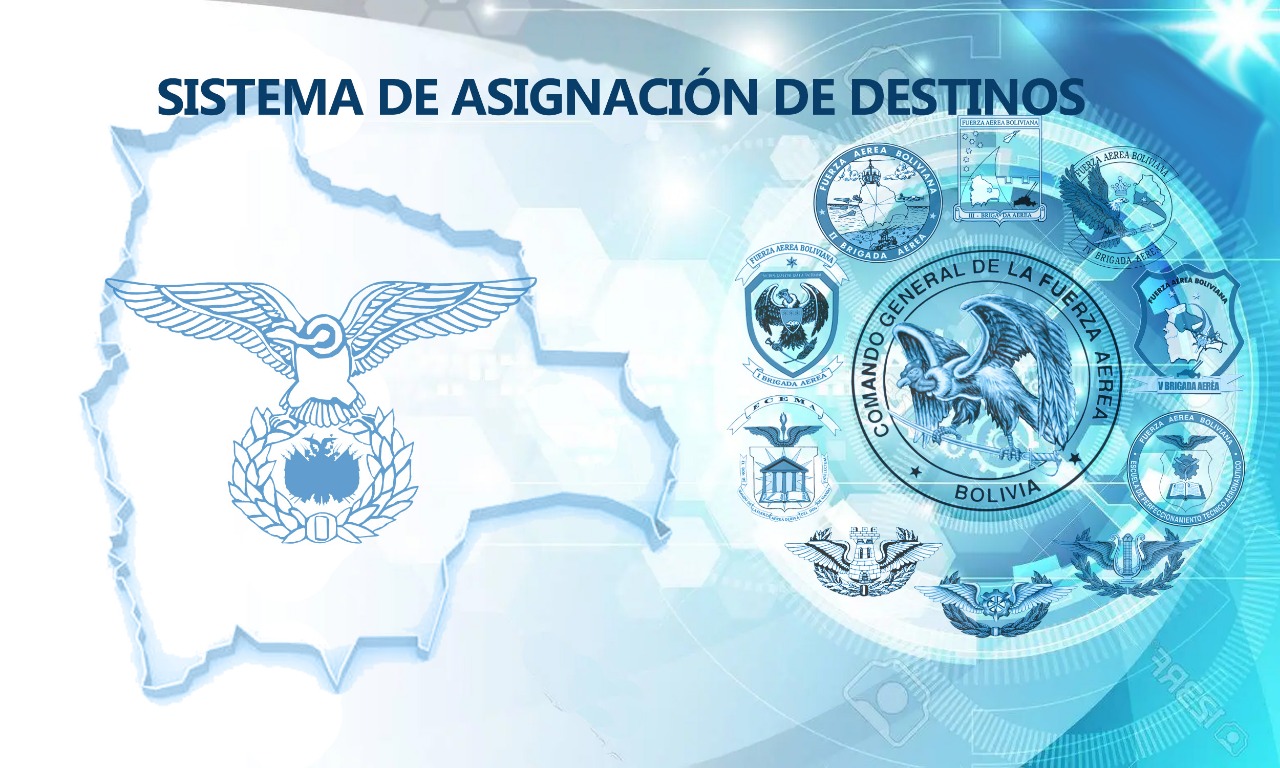 SISTEMA DE ASIGNACIÓN DE DESTINOS
FUERZA AEREA BOLIVIANA
II BRIGADA AEREA
FUERZA AEREA BOLIVIANA
III - BRIGADA AEREA
FUERZA AEREA BOLIVIANA
BRIGADA AEREA
FUERZA AEREA BOLIVIANA
I BRIGADA AEREA
COMANDO GENERAL DE LA FUERZA AEREA
BOLIVIA
FUERZA AEREA BOLIVIANA
V BRIGADA AEREA
E C E M A
FUERZA AEREA BOLIVIANA
ESCUELA DE PERFECCIONAMIENTO TECNICO AERONAUTICO